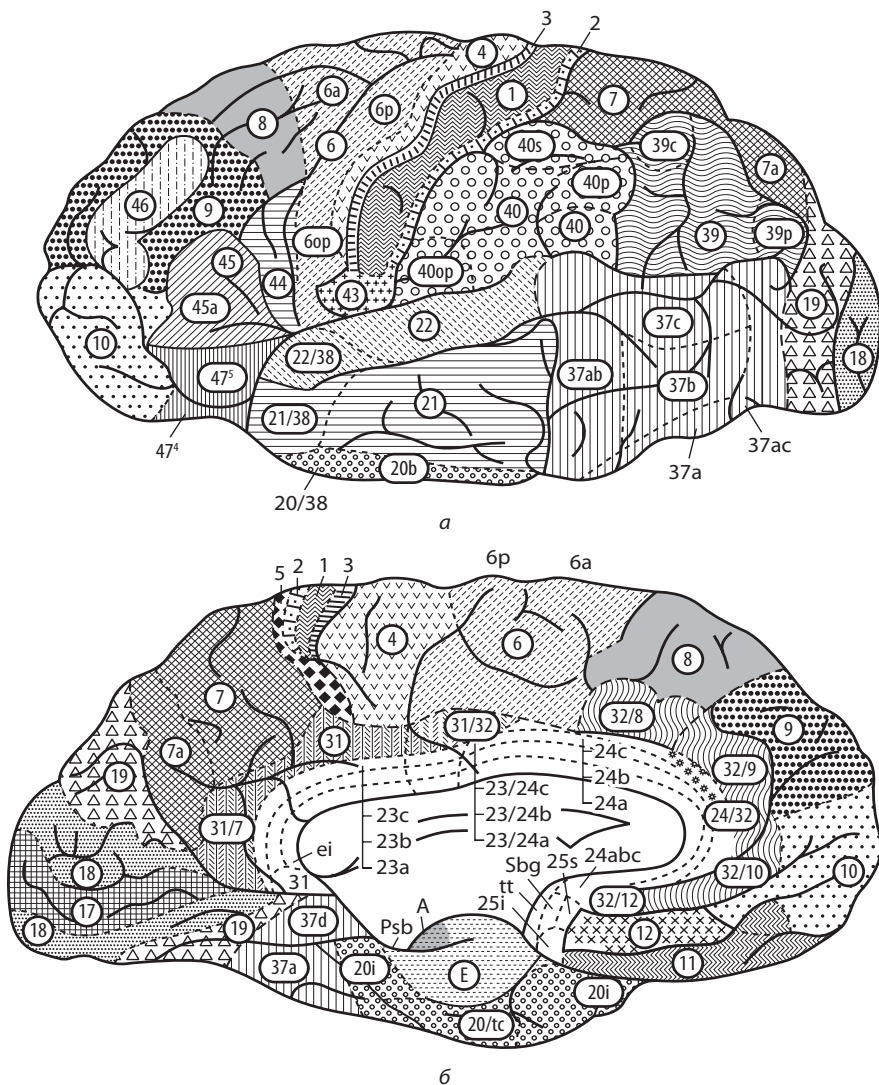 3
2
4
6a
6p
1
7
8
6
40s
39c
7a
46
9
40p
40
40
39
39p
45
6op
44
40op
43
45a
19
22
37c
10
18
22/38
47⁵
37ab
37b
21
21/38
37ac
47⁴
20b
37a
20/38
а
6p
6a
5
2
1
3
4
6
8
7
32/8
31/32
31
9
7a
24c
32/9
19
24b
23/24c
24a
23c
24/32
31/7
23/24b
23b
ei
23/24a
23a
Sbg
25s
24abc
18
32/10
10
31
tt
17
25i
32/12
A
18
19
37d
Psb
12
11
37a
20i
E
20i
20/tc
б